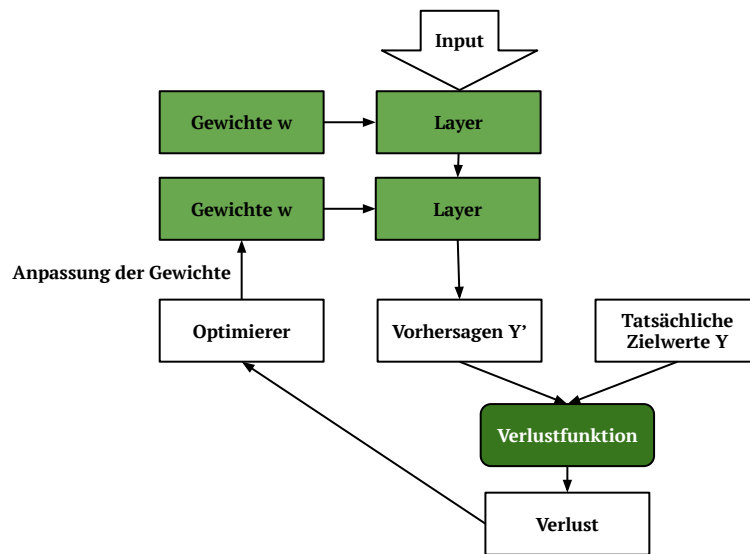 Input
Gewichte w
Layer
Gewichte w
Layer
Anpassung der Gewichte
Optimierer
Vorhersagen Y’
Tatsächliche
Zielwerte Y
Verlustfunktion
Verlust